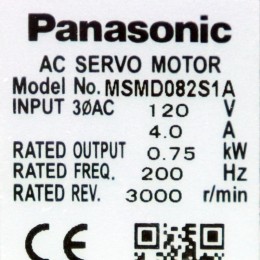 Panasonic
AC SERVO MOTOR
Model No. MSMD082S1A
INPUT 3ØAC 120 V
4.0 A
RATED OUTPUT 0.75 kW
RATED FREQ. 200 Hz
RATED REV. 3000 r/min
CE